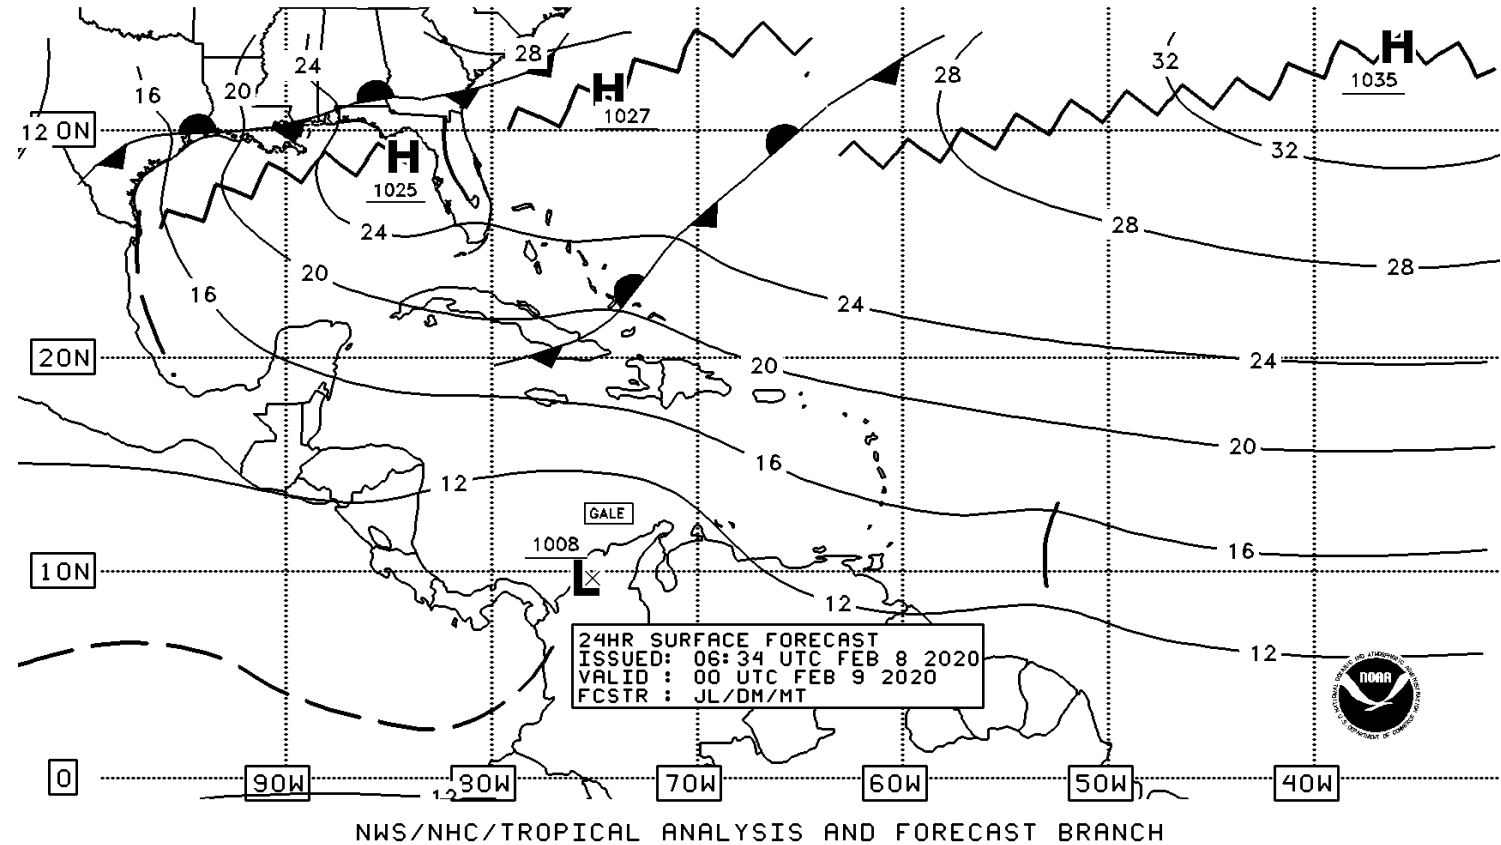 28
24
20
16
28
32
H
1035
H
1027
12 0N
32
H
1025
24
28
28
20
16
24
20N
20
24
16
20
12
GALE
1008
16
10N
L
12
24HR SURFACE FORECAST
ISSUED: 06:34 UTC FEB 8 2020
VALID : 00 UTC FEB 9 2020
FCSTR : JL/DM/MT
12
NOAA
0
90W
12
80W
70W
60W
50W
40W
NWS/NHC/TROPICAL ANALYSIS AND FORECAST BRANCH